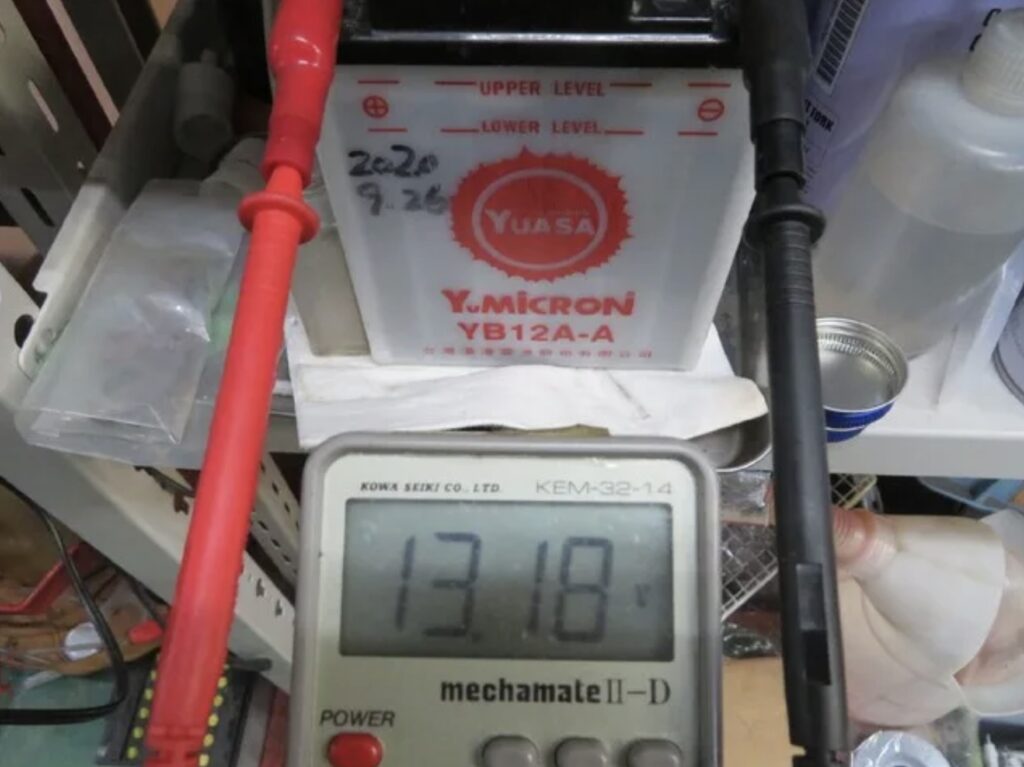 UPPER LEVEL
LOWER LEVEL
2020
9.26
YUASA
YuMICRON
YB12A-A
KOWA SEIKI CO., LTD.
KEM-32-14
13.18
V
mechamate II-D
POWER